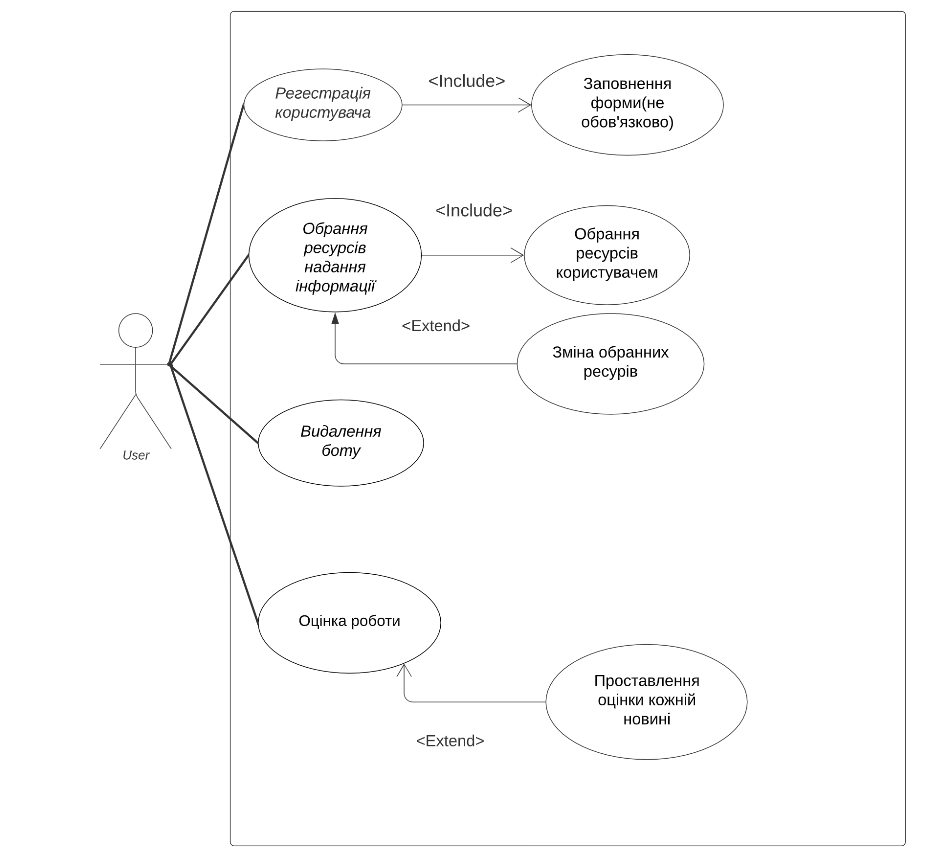 Регестрація
користувача
<Include>
Заповнення
форми(не
обов'язково)
Обрання
ресурсів
надання
інформації
<Include>
Обрання
ресурсів
користувачем
<Extend>
Зміна обранних
ресурів
User
Видалення
боту
Оцінка роботи
Проставлення
оцінки кожній
новині
<Extend>